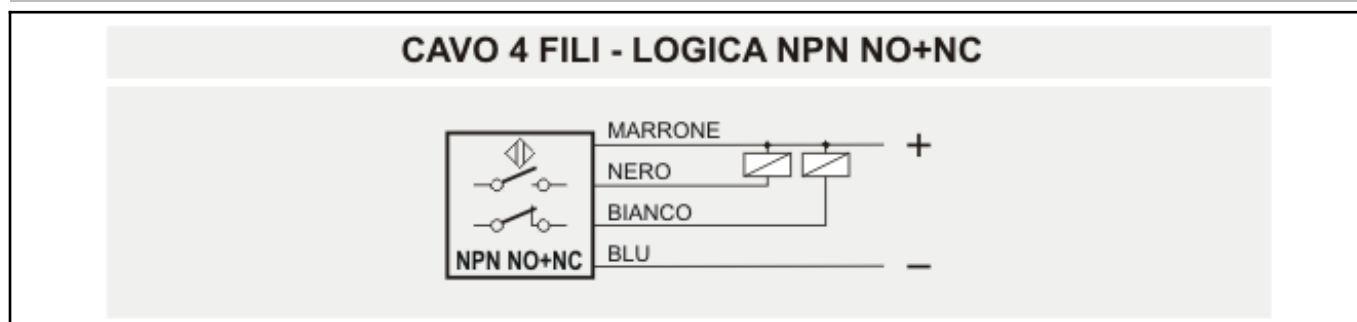 CAVO 4 FILI - LOGICA NPN NO+NC
MARRONE
+
NERO
BIANCO
BLU
NPN NO+NC
−